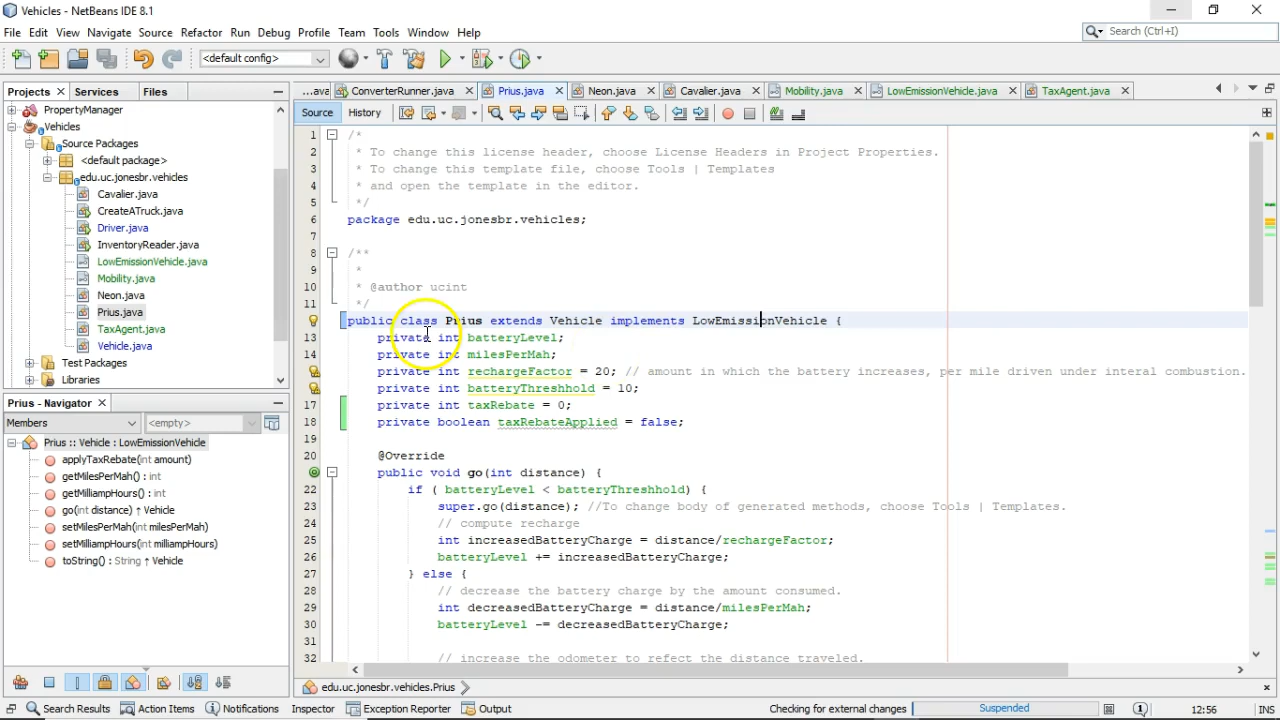 Vehicles - NetBeans IDE 8.1
File Edit View Navigate Source Refactor Run Debug Profile Team Tools Window Help
Search (Ctrl+I)
<default config>
Projects Services Files
...ava ConverterRunner.java Prius.java Neon.java Cavalier.java Mobility.java LowEmissionVehicle.java TaxAgent.java
Source History
PropertyManager
Vehicles
Source Packages
<default package>
edu.uc.jonesbr.vehicles
Cavalier.java
CreateATruck.java
Driver.java
InventoryReader.java
LowEmissionVehicle.java
Mobility.java
Neon.java
Prius.java
TaxAgent.java
Vehicle.java
Test Packages
Libraries
Prius - Navigator
Members <empty>
Prius :: Vehicle : LowEmissionVehicle
applyTaxRebate(int amount)
getMilesPerMah() : int
getMilliampHours() : int
go(int distance) ↑ Vehicle
setMilesPerMah(int milesPerMah)
setMilliampHours(int milliampHours)
toString() : String ↑ Vehicle
1 /*
2 * To change this license header, choose License Headers in Project Properties.
3 * To change this template file, choose Tools | Templates
4 * and open the template in the editor.
5 */
6 package edu.uc.jonesbr.vehicles;
7
8 /**
9 *
10 * @author ucint
11 */
public class Prius extends Vehicle implements LowEmissionVehicle {
13 private int batteryLevel;
14 private int milesPerMah;
private int rechargeFactor = 20; // amount in which the battery increases, per mile driven under interal combustion.
private int batteryThreshhold = 10;
17 private int taxRebate = 0;
18 private boolean taxRebateApplied = false;
19
20 @Override
public void go(int distance) {
22 if ( batteryLevel < batteryThreshhold) {
23 super.go(distance); //To change body of generated methods, choose Tools | Templates.
24 // compute recharge
25 int increasedBatteryCharge = distance/rechargeFactor;
26 batteryLevel += increasedBatteryCharge;
27 } else {
28 // decrease the battery charge by the amount consumed.
29 int decreasedBatteryCharge = distance/milesPerMah;
30 batteryLevel -= decreasedBatteryCharge;
31
32 // increase the odometer to refect the distance traveled.
edu.uc.jonesbr.vehicles.Prius
Search Results Action Items Notifications Inspector Exception Reporter Output Checking for external changes Suspended 12:56 INS